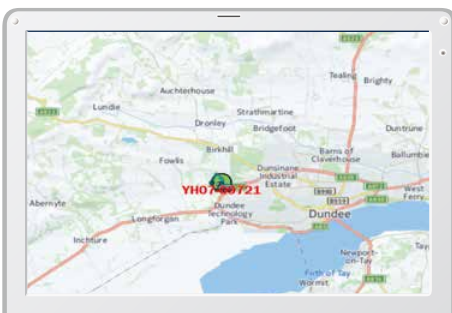 Tealing
Brighty
Auchterhouse
Lundie
Strathmartine
Dronley
Bridgefoot
Duntrune
Birkhill
Barns of
Claverhouse
Ballumbie
Fowlis
Dunsinane
Industrial
Estate
West
Ferry
Abernyte
Dundee
Technology
Park
Longforgan
Dundee
Inchture
Newport-
on-Tay
Tay
Firth of Tay
Wormit